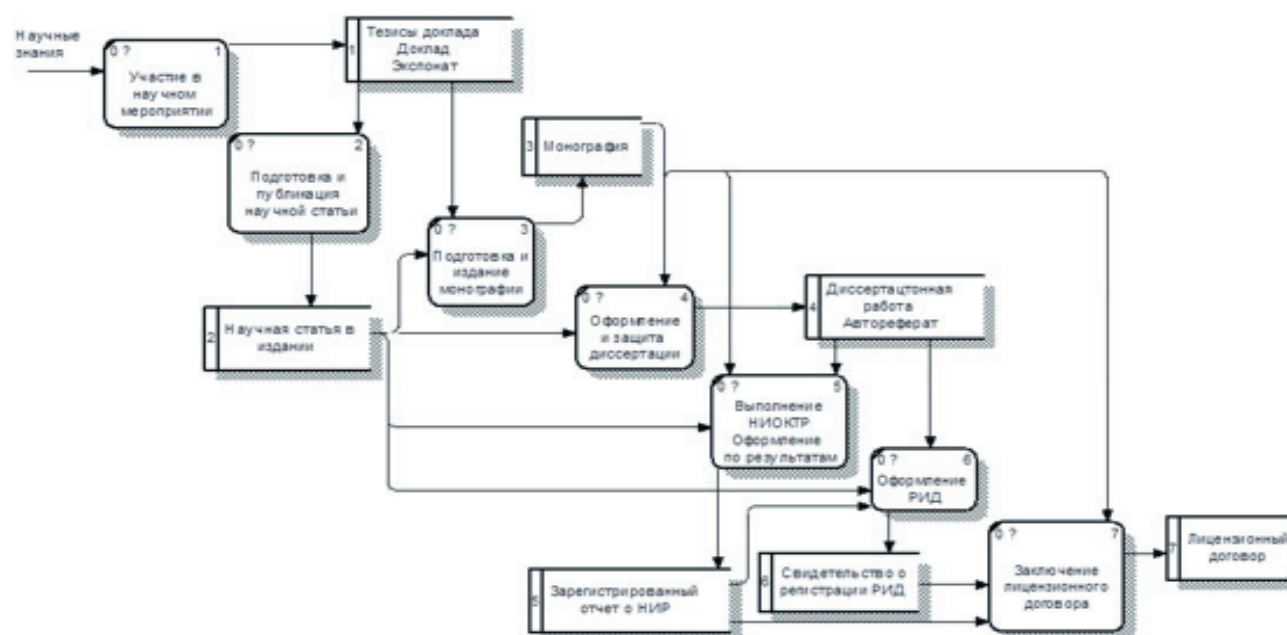 Научные
знания
0 ?
1
Участие в
научном
мероприятии
1
Тезисы доклада
Доклад
Экспонат
0 ?
2
Подготовка и
публикация
научной статьи
3
Монография
0 ?
3
Подготовка и
издание
монографии
2
Научная статья в
издании
0 ?
4
Оформление
и защита
диссертации
4
Диссертацтонная
работа
Автореферат
0 ?
5
Выполнение
НИОКТР
Оформление
по результатам
0 ?
6
Оформление
РИД
5
Зарегистрированный
отчет о НИР
6
Свидетельство о
регистрации РИД
0 ?
7
Заключение
лицензионного
договора
7
Лицензионный
договор